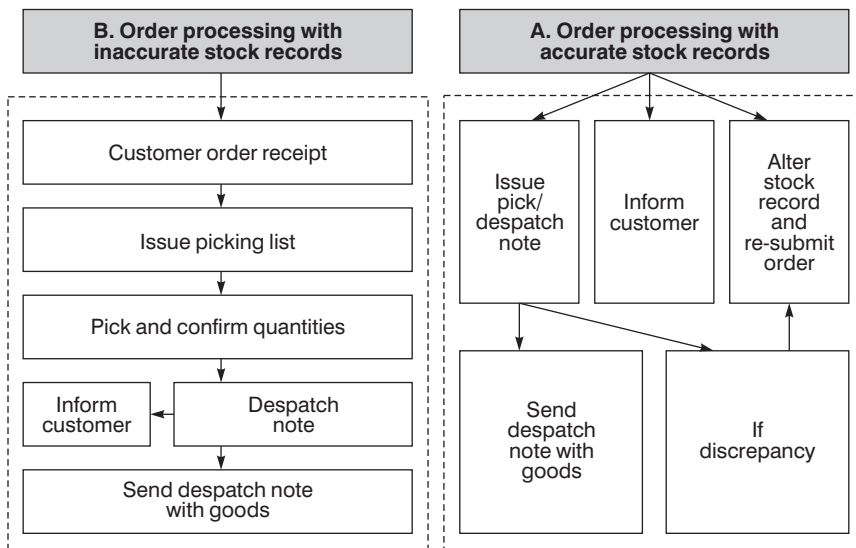 B. Order processing with
inaccurate stock records
Customer order receipt
Issue picking list
Pick and confirm quantities
Inform
customer
Despatch
note
Send despatch note
with goods
A. Order processing with
accurate stock records
Issue
pick/
despatch
note
Inform
customer
Alter
stock
record
and
re-submit
order
Send
despatch
note with
goods
If
discrepancy